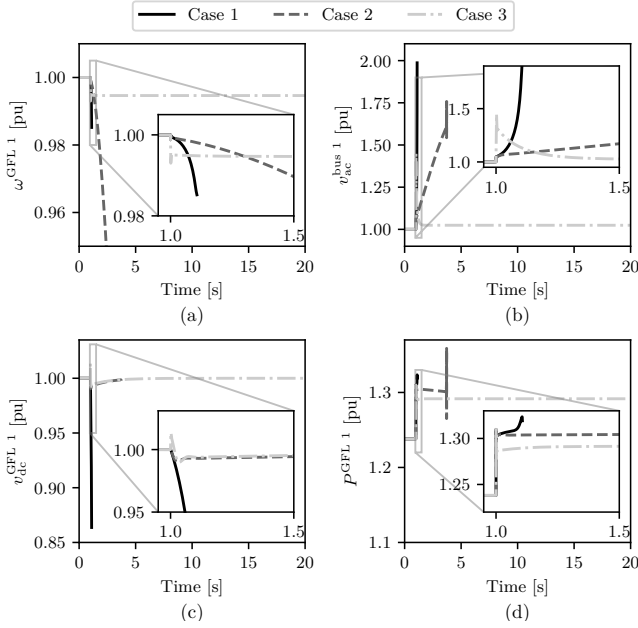 Case 1 Case 2 Case 3
ω^GFL 1 [pu]
1.00
0.98
0.96
1.00
0.98
1.0 1.5
0 5 10 15 20
Time [s]
(a)
v_ac^bus 1 [pu]
2.00
1.75
1.50
1.25
1.00
1.5
1.0
1.0 1.5
0 5 10 15 20
Time [s]
(b)
v_dc^GFL 1 [pu]
1.00
0.95
0.90
0.85
1.00
0.95
1.0 1.5
0 5 10 15 20
Time [s]
(c)
P^GFL 1 [pu]
1.3
1.2
1.1
1.30
1.25
1.0 1.5
0 5 10 15 20
Time [s]
(d)